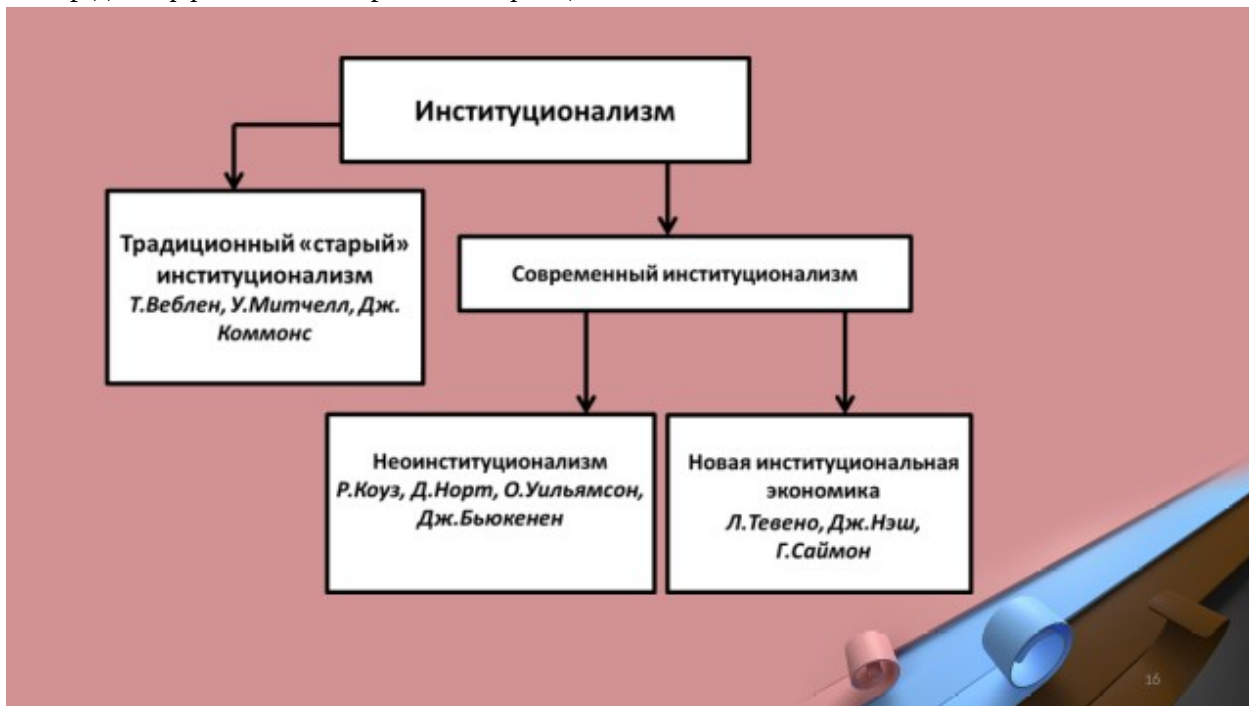 Институционализм
Традиционный «старый»
институционализм
Т.Веблен, У.Митчелл, Дж.
Коммонс
Современный институционализм
Неоинституционализм
Р.Коуз, Д.Норт, О.Уильямсон,
Дж.Бьюкенен
Новая институциональная
экономика
Л.Тевено, Дж.Нэш,
Г.Саймон
16